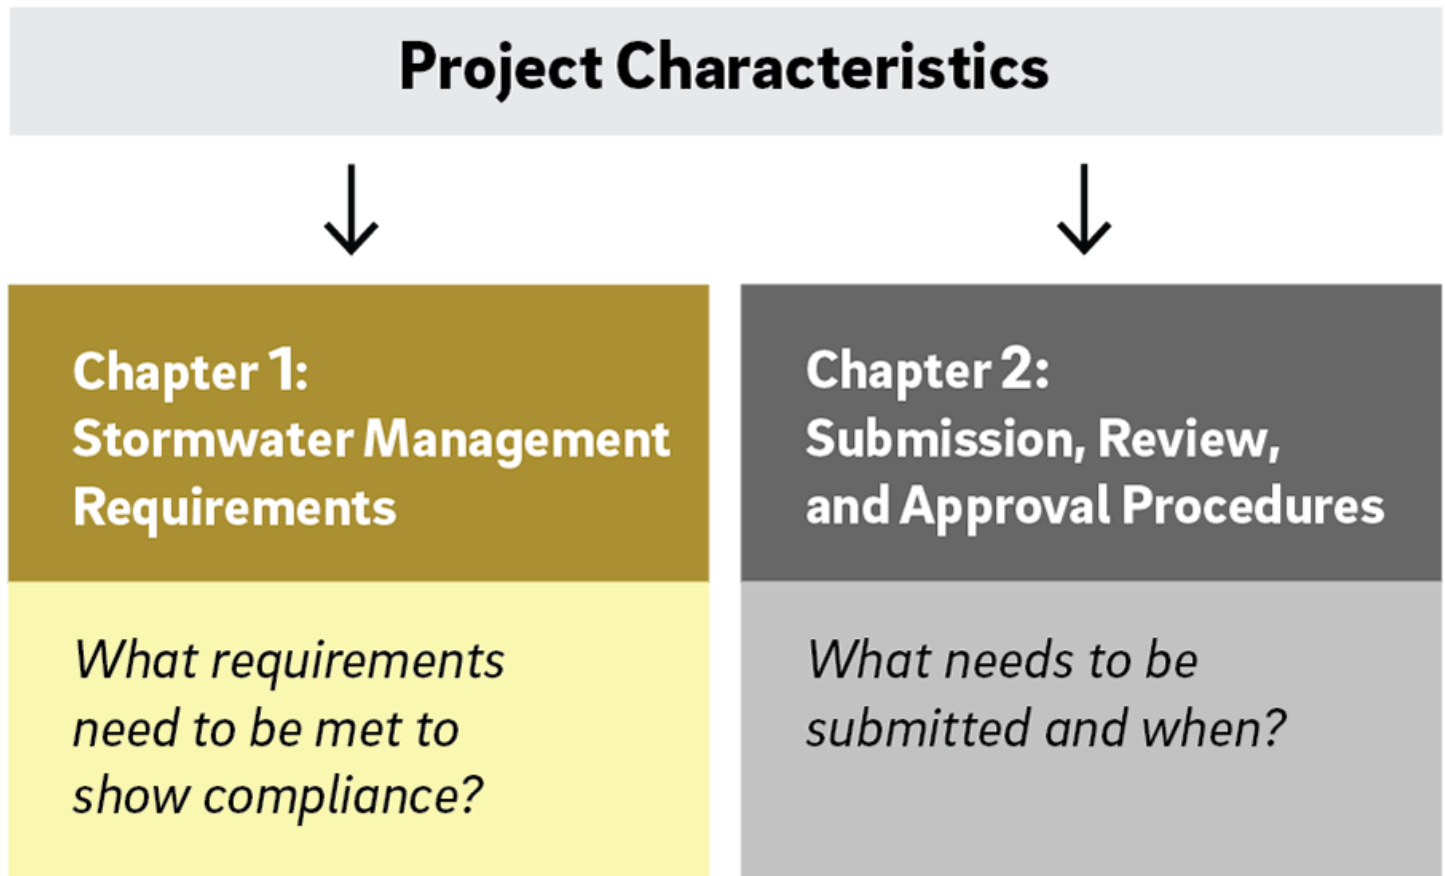 Project Characteristics
Chapter 1:
Stormwater Management
Requirements
What requirements
need to be met to
show compliance?
Chapter 2:
Submission, Review,
and Approval Procedures
What needs to be
submitted and when?